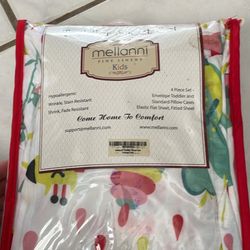 mellanni
FINE LINENS
Kids
Hypoallergenic
Wrinkle, Stain Resistant
Shrink, Fade Resistant
4 Piece Set -
Envelope Toddler and
Standard Pillow Cases
Elastic Flat Sheet, Fitted Sheet
Come Home To Comfort
support@mellanni.com
www.mellanni.com